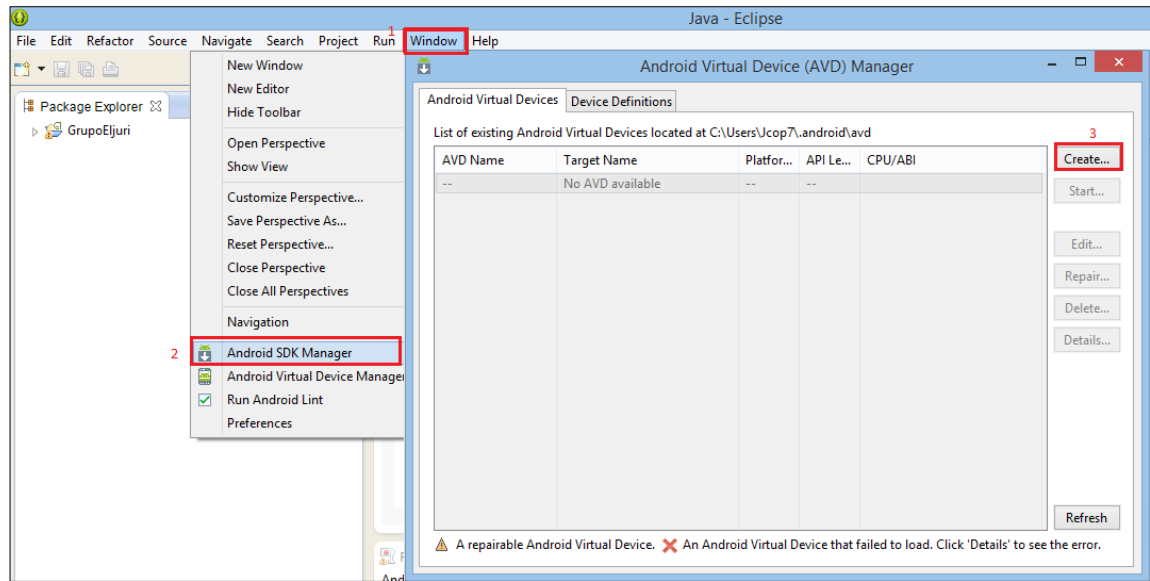 Java - Eclipse
1
File Edit Refactor Source Navigate Search Project Run Window Help
New Window
New Editor
Hide Toolbar
Open Perspective
Show View
Customize Perspective...
Save Perspective As...
Reset Perspective...
Close Perspective
Close All Perspectives
Navigation
2
Android SDK Manager
Android Virtual Device Manager
Run Android Lint
Preferences
Package Explorer
GrupoEljuri
Android Virtual Device (AVD) Manager
Android Virtual Devices Device Definitions
List of existing Android Virtual Devices located at C:\Users\Jcop7\.android\avd
3
AVD Name Target Name Platfor... API Le... CPU/ABI
-- No AVD available -- --
Create...
Start...
Edit...
Repair...
Delete...
Details...
Refresh
A repairable Android Virtual Device. An Android Virtual Device that failed to load. Click 'Details' to see the error.